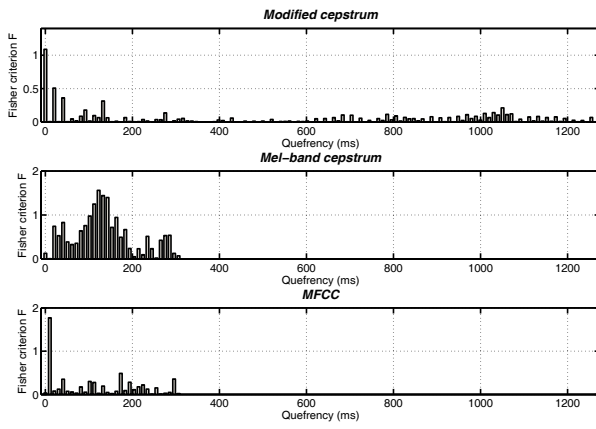 Modified cepstrum
Fisher criterion F
1
0.5
0
0 200 400 600 800 1000 1200
Quefrency (ms)
Mel−band cepstrum
Fisher criterion F
2
1
0
0 200 400 600 800 1000 1200
Quefrency (ms)
MFCC
Fisher criterion F
2
1
0
0 200 400 600 800 1000 1200
Quefrency (ms)